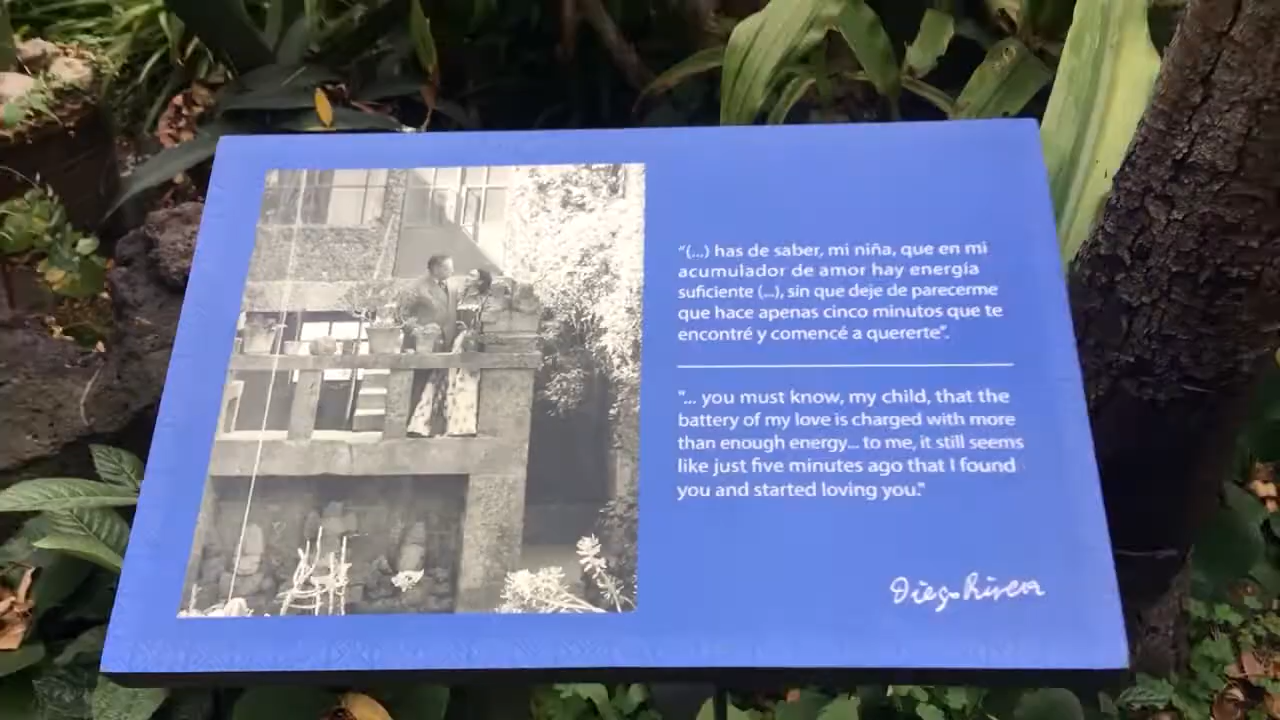 “(...) has de saber, mi niña, que en mi
acumulador de amor hay energía
suficiente (...), sin que deje de parecerme
que hace apenas cinco minutos que te
encontré y comencé a quererte”.
"... you must know, my child, that the
battery of my love is charged with more
than enough energy... to me, it still seems
like just five minutes ago that I found
you and started loving you."
Diego Rivera